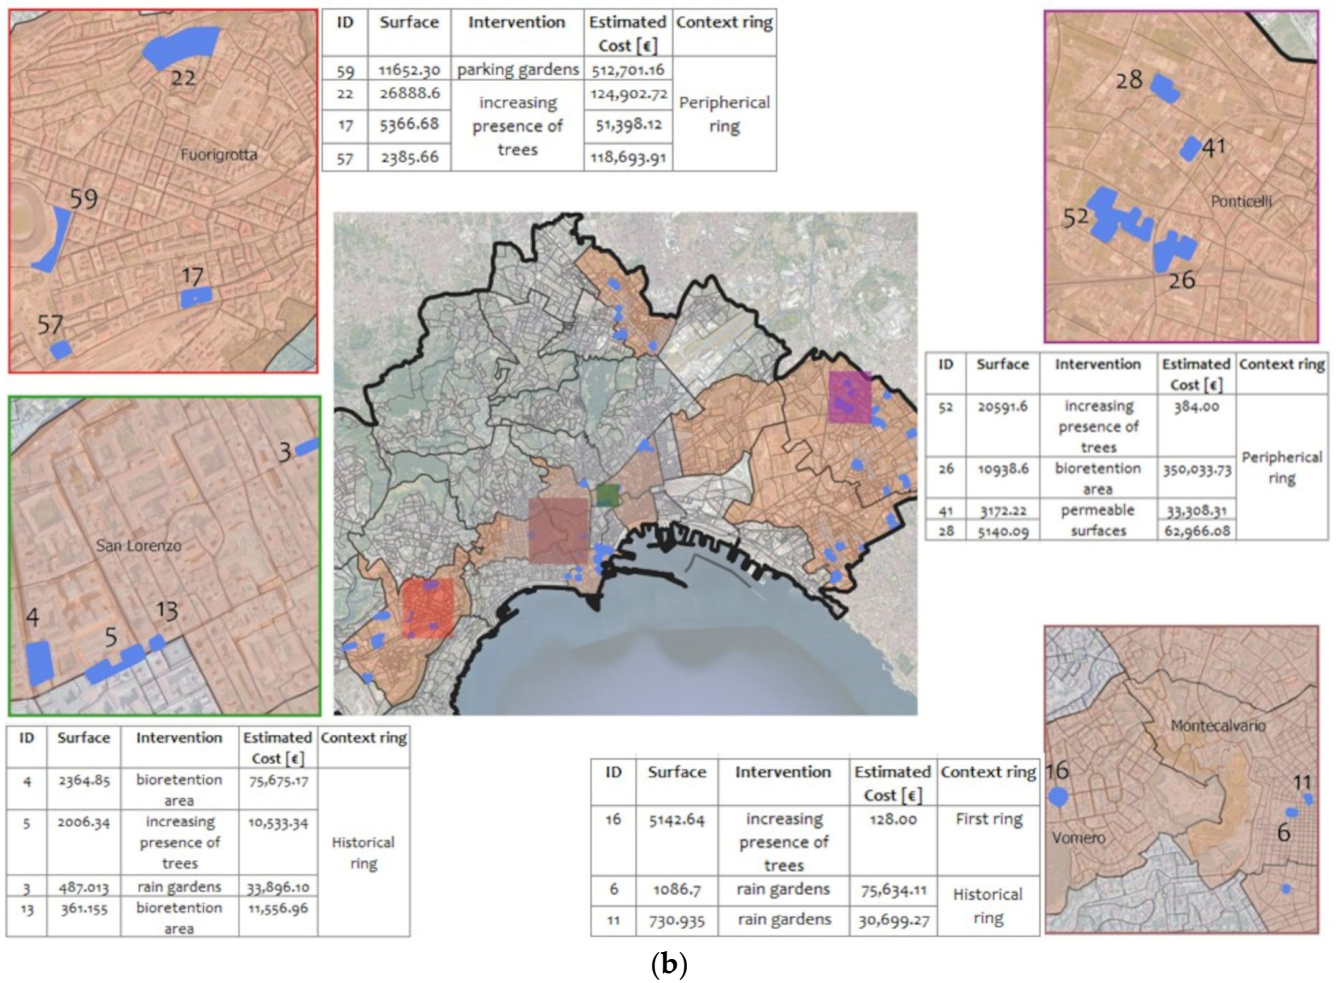 22
Fuorigrotta
59
17
57
ID Surface Intervention Estimated Cost [€] Context ring
59 11652.30 parking gardens 512,701.16
22 26888.6 increasing presence of trees 124,902.72 Peripherical ring
17 5366.68 51,398.12
57 2385.66 118,693.91
28
41
Ponticelli
52
26
ID Surface Intervention Estimated Cost [€] Context ring
52 20591.6 increasing presence of trees 384.00 Peripherical ring
26 10938.6 bioretention area 350,033.73
41 3172.22 permeable surfaces 33,308.31
28 5140.09 62,966.08
3
San Lorenzo
4
5
13
ID Surface Intervention Estimated Cost [€] Context ring
4 2364.85 bioretention area 75,675.17 Historical ring
5 2006.34 increasing presence of trees 10,533.34
3 487.013 rain gardens 33,896.10
13 361.155 bioretention area 11,556.96
ID Surface Intervention Estimated Cost [€] Context ring
16 5142.64 increasing presence of trees 128.00 First ring
6 1086.7 rain gardens 75,634.11 Historical ring
11 730.935 rain gardens 30,699.27
Montecalvario
16
11
6
Vomero
(b)